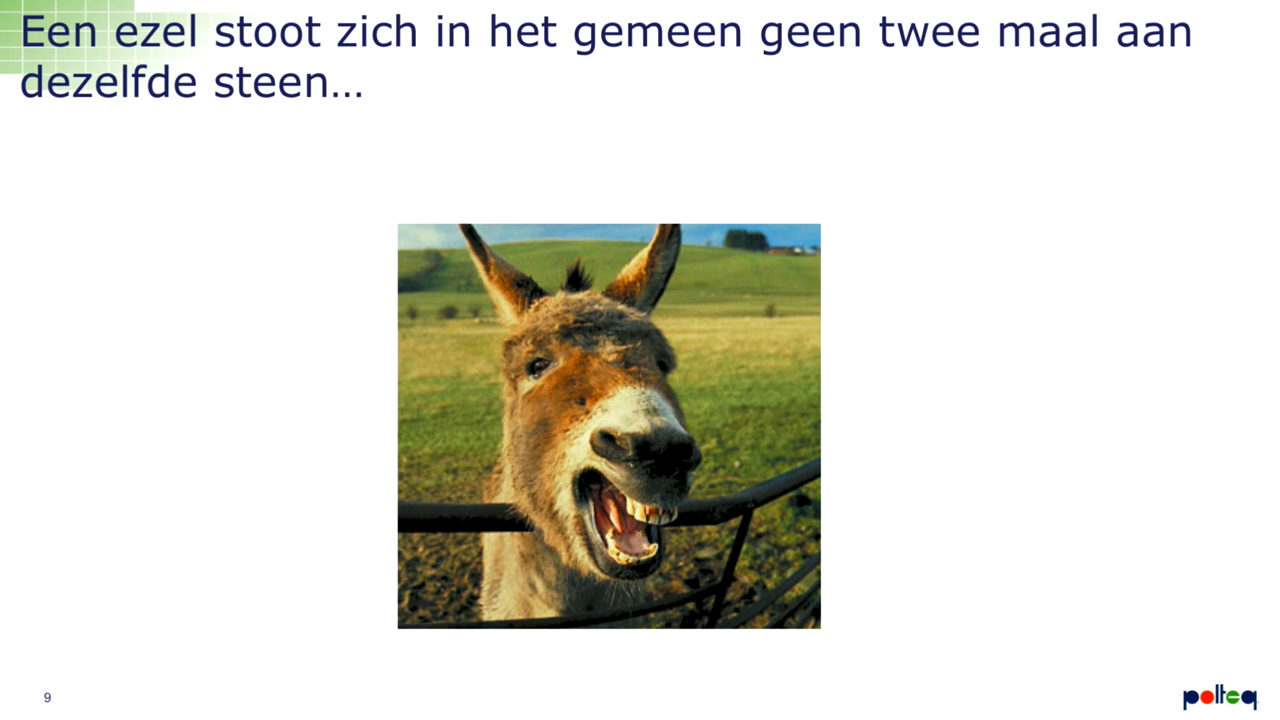 Een ezel stoot zich in het gemeen geen twee maal aan
dezelfde steen…
9
polteq